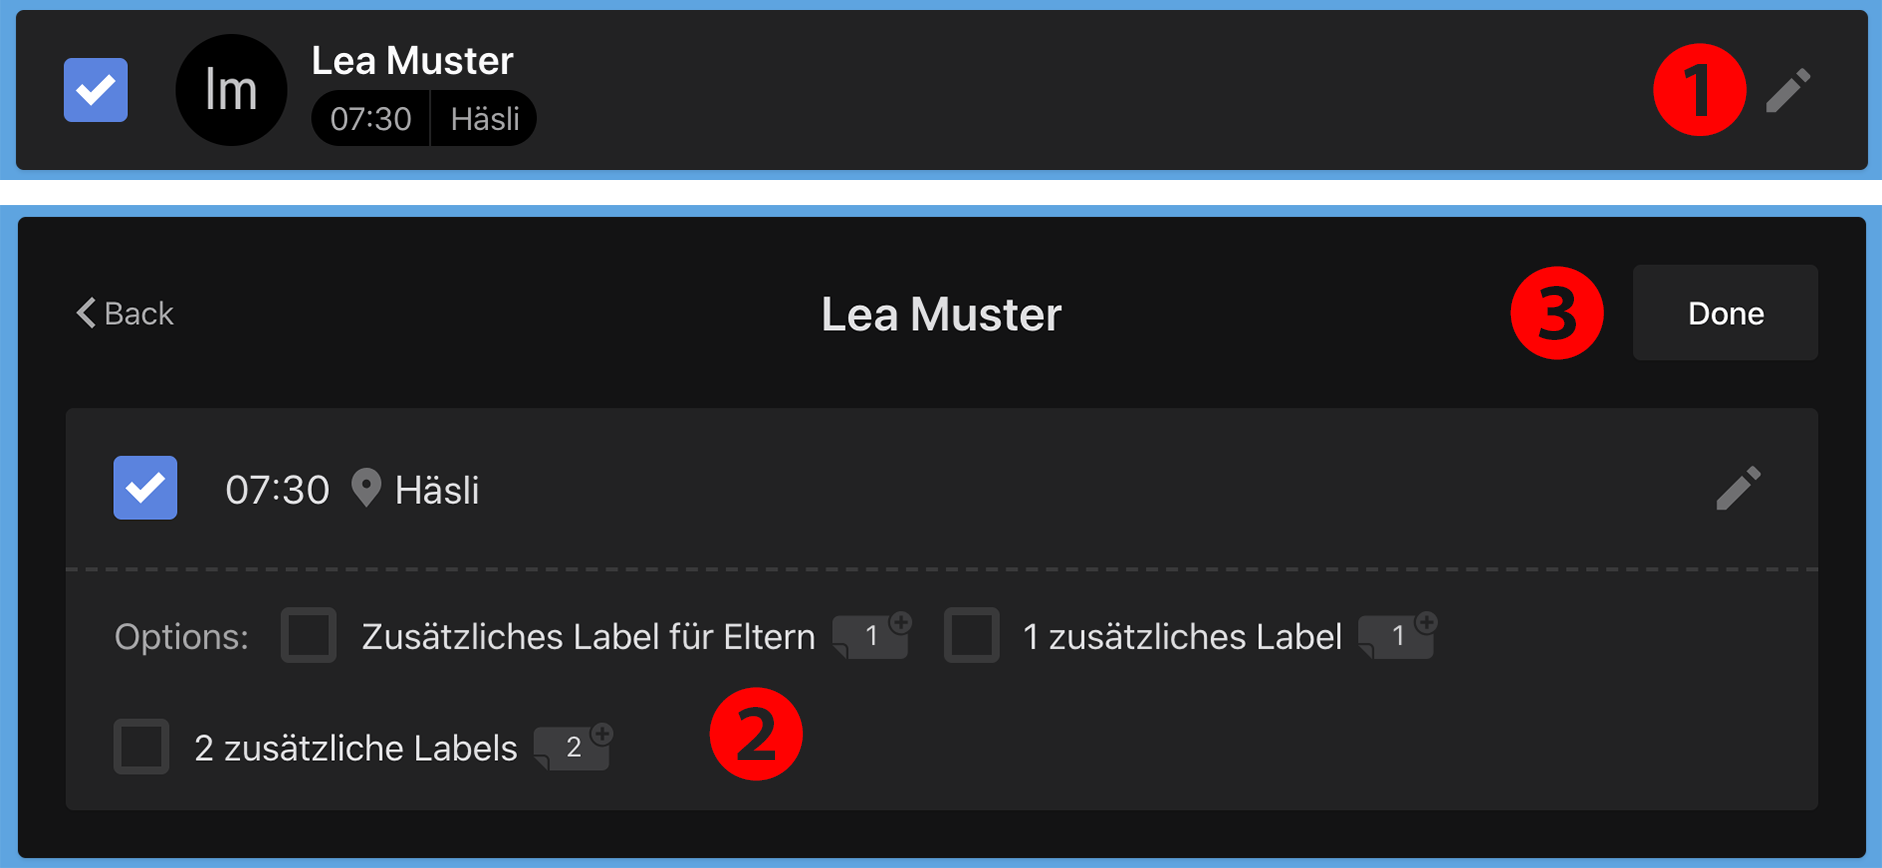 lm
Lea Muster
07:30 Häsli
1
Back
Lea Muster
3
Done
07:30 Häsli
Options: Zusätzliches Label für Eltern 1 1 zusätzliches Label 1
2 zusätzliche Labels 2
2